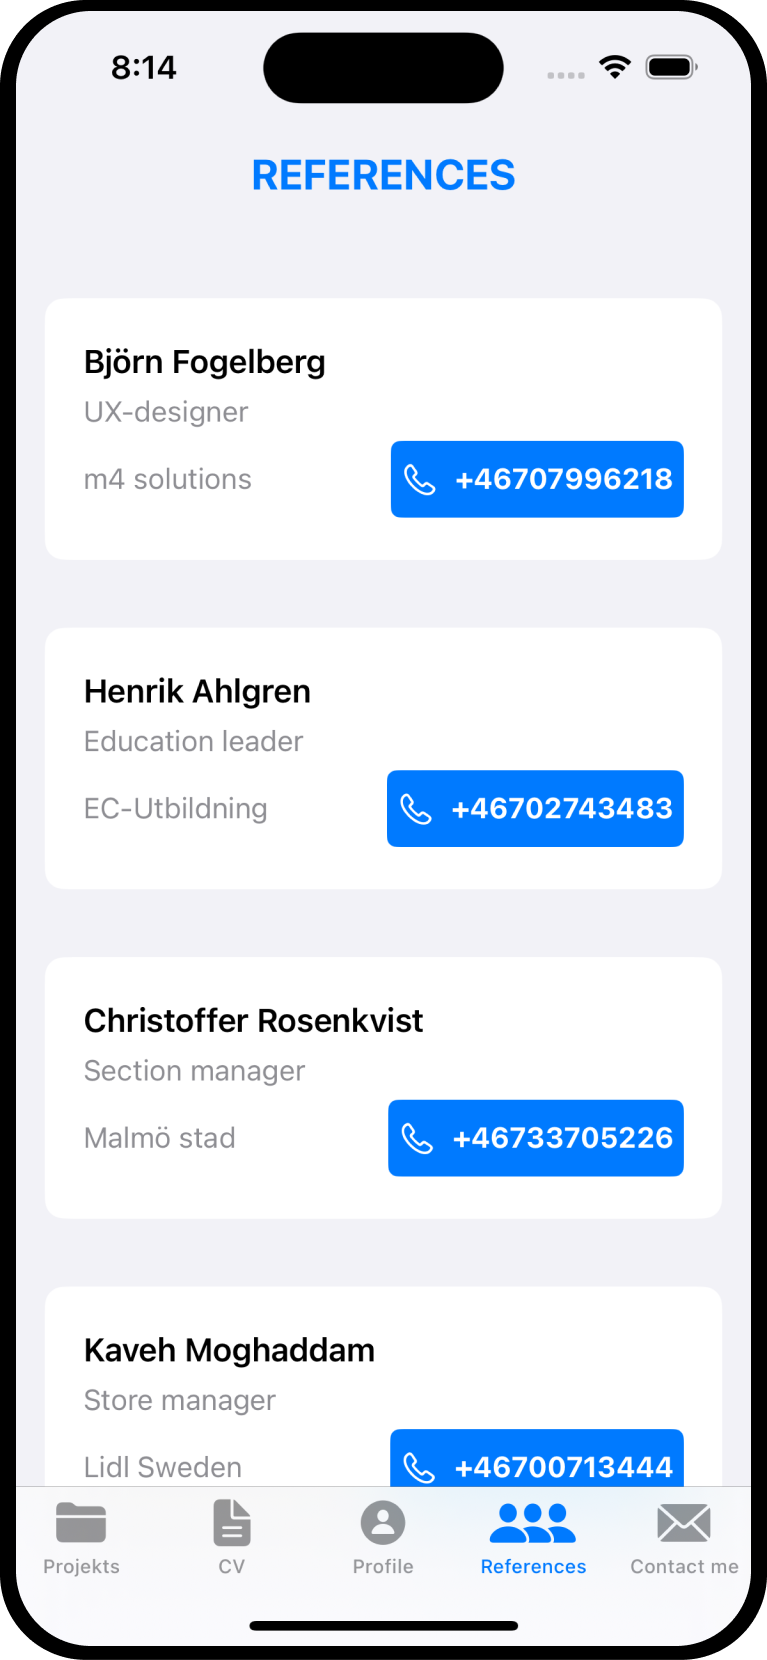 8:14
REFERENCES
Björn Fogelberg
UX-designer
m4 solutions
+46707996218
Henrik Ahlgren
Education leader
EC-Utbildning
+46702743483
Christoffer Rosenkvist
Section manager
Malmö stad
+46733705226
Kaveh Moghaddam
Store manager
Lidl Sweden
+46700713444
Projekts
CV
Profile
References
Contact me